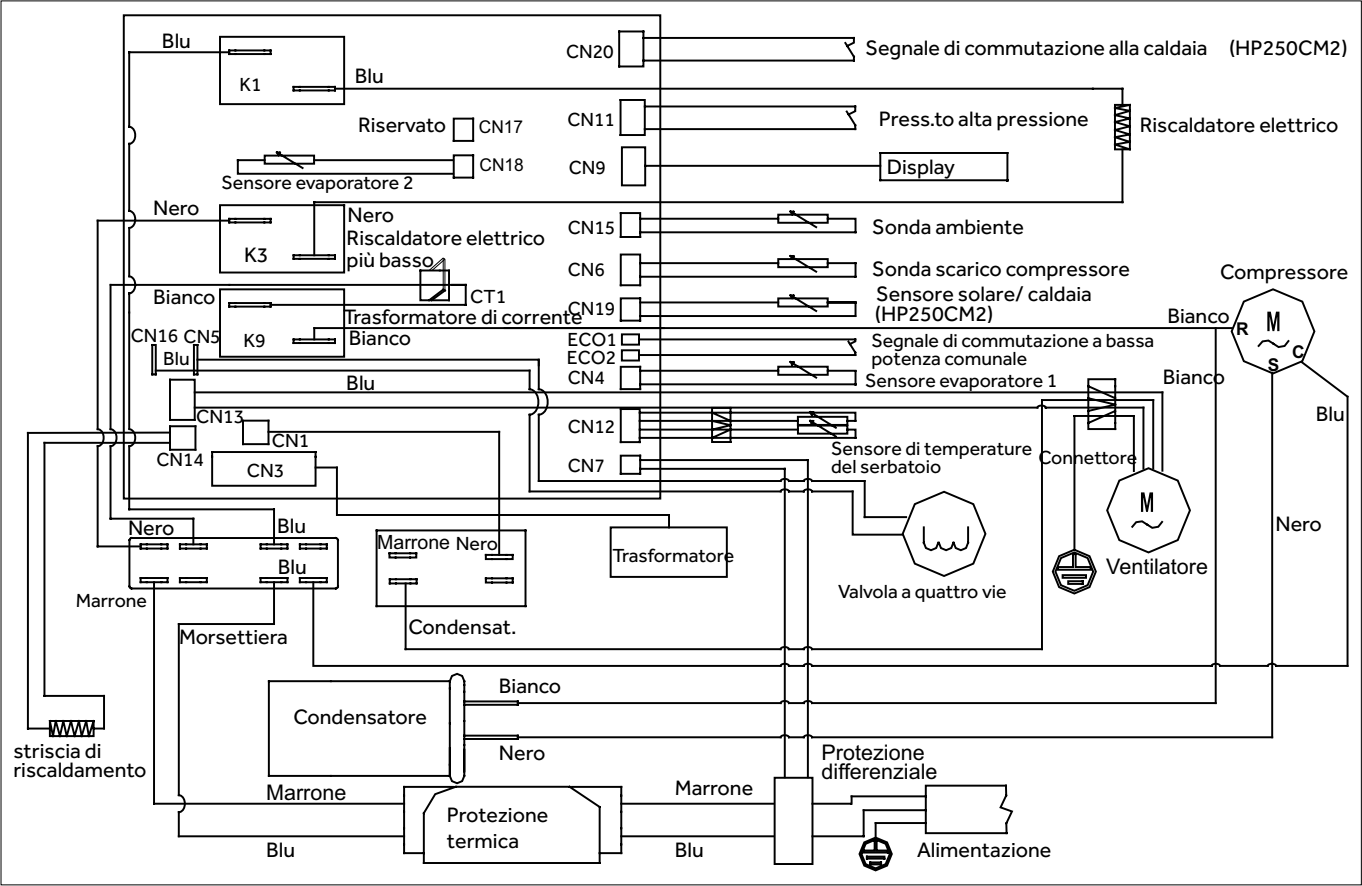 Blu
K1
Blu
CN20
Segnale di commutazione alla caldaia (HP250CM2)
Riservato
CN17
CN11
Press.to alta pressione
Riscaldatore elettrico
CN18
CN9
Display
Sensore evaporatore 2
Nero
K3
Nero
Riscaldatore elettrico
più basso
CN15
Sonda ambiente
CN6
Sonda scarico compressore
Compressore
Bianco
CT1
CN19
Sensore solare/ caldaia
(HP250CM2)
Trasformatore di corrente
CN16
CN5
K9
Bianco
Bianco
R
M
C
S
ECO1
ECO2
Segnale di commutazione a bassa
potenza comunale
Blu
CN4
Sensore evaporatore 1
Bianco
Blu
Blu
CN13
CN1
CN14
CN3
CN12
Sensore di temperature
del serbatoio
CN7
Connettore
M
Nero
Nero
Blu
Blu
Marrone
Nero
Trasformatore
Valvola a quattro vie
Ventilatore
Marrone
Morsettiera
Condensat.
Condensatore
Bianco
Nero
striscia di
riscaldamento
Protezione
differenziale
Marrone
Marrone
Protezione
termica
Blu
Blu
Alimentazione